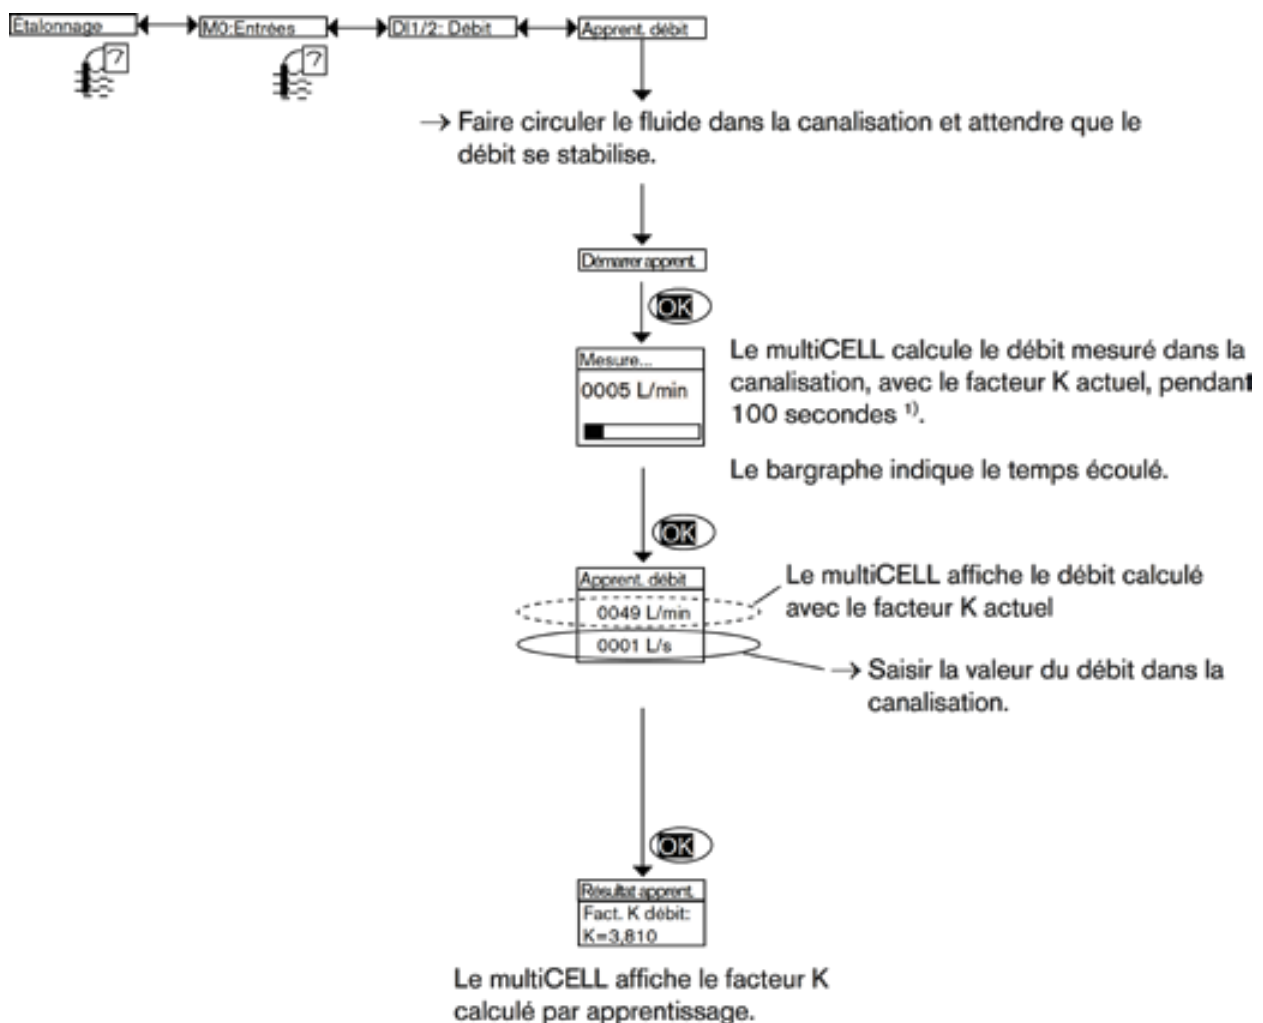 Étalonnage M0:Entrées DI1/2: Débit Apprent. débit
?
?
→ Faire circuler le fluide dans la canalisation et attendre que le
débit se stabilise.
Démarrer apprent.
OK
Mesure...
0005 L/min
Le multiCELL calcule le débit mesuré dans la
canalisation, avec le facteur K actuel, pendant
100 secondes ¹⁾.
Le bargraphe indique le temps écoulé.
OK
Apprent. débit
0049 L/min
0001 L/s
Le multiCELL affiche le débit calculé
avec le facteur K actuel
→ Saisir la valeur du débit dans la
canalisation.
OK
Résultat apprent.
Fact. K débit:
K=3,810
Le multiCELL affiche le facteur K
calculé par apprentissage.